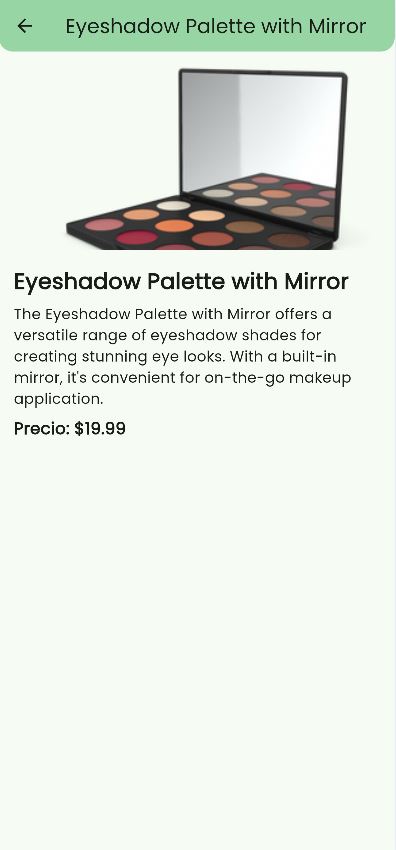 Eyeshadow Palette with Mirror
Eyeshadow Palette with Mirror
The Eyeshadow Palette with Mirror offers a
versatile range of eyeshadow shades for
creating stunning eye looks. With a built-in
mirror, it's convenient for on-the-go makeup
application.
Precio: $19.99